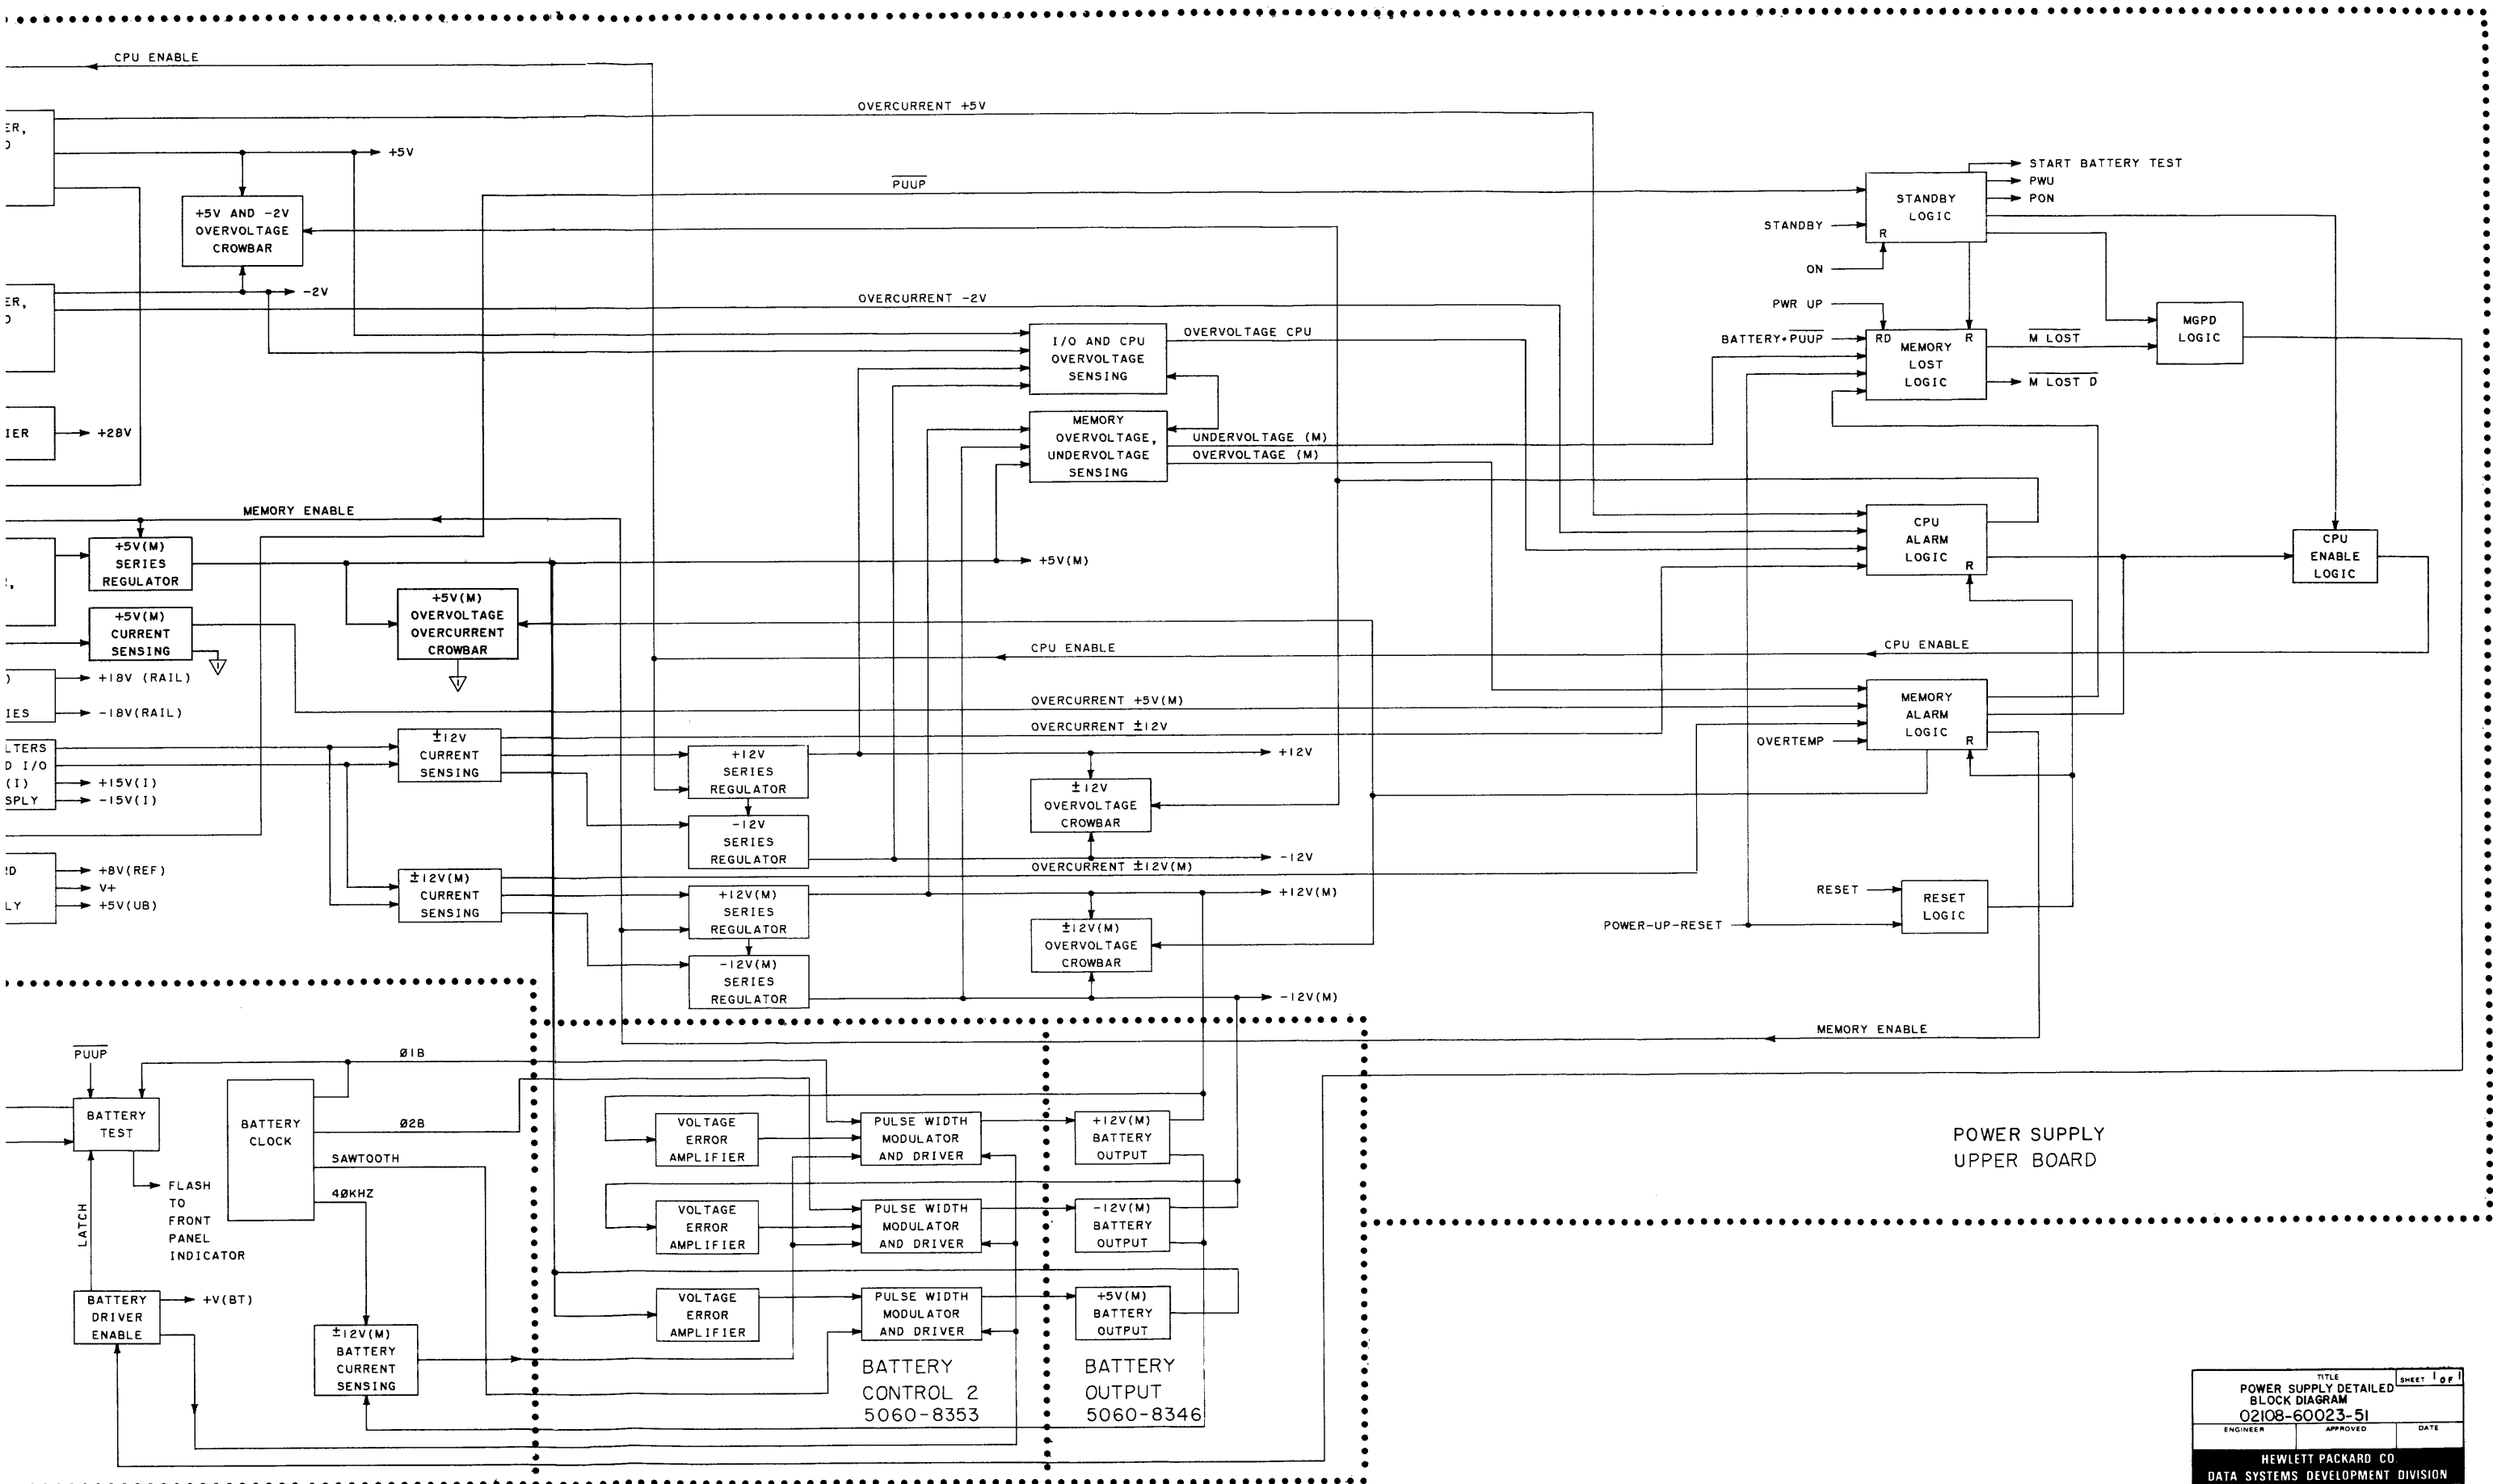 CPU ENABLE
OVERCURRENT +5V
ER,
+5V
P̅U̅U̅P̅
START BATTERY TEST
PWU
PON
STANDBY
LOGIC
R
STANDBY
ON
+5V AND -2V
OVERVOLTAGE
CROWBAR
ER,
-2V
OVERCURRENT -2V
PWR UP
BATTERY•P̅U̅U̅P̅
RD
R
MEMORY
LOST
LOGIC
M̅ L̅O̅S̅T̅
M̅ L̅O̅S̅T̅ D̅
MGPD
LOGIC
I/O AND CPU
OVERVOLTAGE
SENSING
OVERVOLTAGE CPU
IER
+28V
MEMORY
OVERVOLTAGE,
UNDERVOLTAGE
SENSING
UNDERVOLTAGE (M)
OVERVOLTAGE (M)
MEMORY ENABLE
+5V(M)
SERIES
REGULATOR
+5V(M)
CPU
ALARM
LOGIC
R
CPU
ENABLE
LOGIC
+5V(M)
CURRENT
SENSING
1
+5V(M)
OVERVOLTAGE
OVERCURRENT
CROWBAR
1
CPU ENABLE
CPU ENABLE
)
IES
+18V (RAIL)
-18V(RAIL)
OVERCURRENT +5V(M)
OVERCURRENT ±12V
MEMORY
ALARM
LOGIC
R
OVERTEMP
LTERS
D I/O
(I)
SPLY
+15V(I)
-15V(I)
±12V
CURRENT
SENSING
+12V
SERIES
REGULATOR
+12V
±12V
OVERVOLTAGE
CROWBAR
-12V
SERIES
REGULATOR
-12V
OVERCURRENT ±12V(M)
RD
LY
+8V(REF)
V+
+5V(UB)
±12V(M)
CURRENT
SENSING
+12V(M)
SERIES
REGULATOR
+12V(M)
±12V(M)
OVERVOLTAGE
CROWBAR
-12V(M)
SERIES
REGULATOR
-12V(M)
RESET
POWER-UP-RESET
RESET
LOGIC
MEMORY ENABLE
P̅U̅U̅P̅
BATTERY
TEST
BATTERY
CLOCK
Ø1B
Ø2B
SAWTOOTH
4ØKHZ
FLASH
TO
FRONT
PANEL
INDICATOR
LATCH
BATTERY
DRIVER
ENABLE
+V(BT)
±12V(M)
BATTERY
CURRENT
SENSING
VOLTAGE
ERROR
AMPLIFIER
PULSE WIDTH
MODULATOR
AND DRIVER
+12V(M)
BATTERY
OUTPUT
VOLTAGE
ERROR
AMPLIFIER
PULSE WIDTH
MODULATOR
AND DRIVER
-12V(M)
BATTERY
OUTPUT
VOLTAGE
ERROR
AMPLIFIER
PULSE WIDTH
MODULATOR
AND DRIVER
+5V(M)
BATTERY
OUTPUT
BATTERY
CONTROL 2
5060-8353
BATTERY
OUTPUT
5060-8346
POWER SUPPLY
UPPER BOARD
TITLE
SHEET 1 OF 1
POWER SUPPLY DETAILED
BLOCK DIAGRAM
02108-60023-51
ENGINEER
APPROVED
DATE
HEWLETT PACKARD CO.
DATA SYSTEMS DEVELOPMENT DIVISION